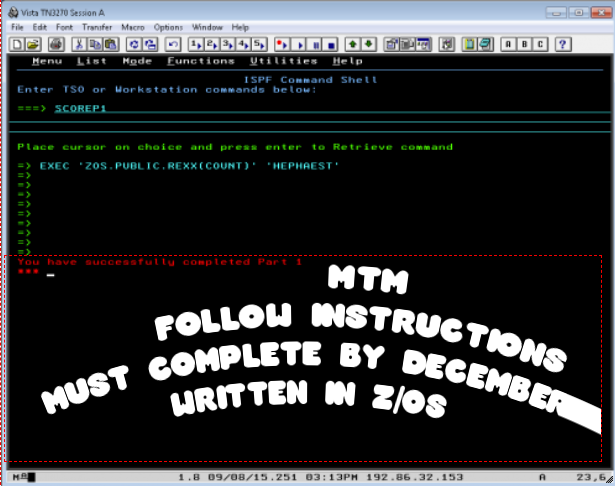 Vista TN3270 Session A
File Edit Font Transfer Macro Options Window Help
1 2 3 4 5 A B C ?
Menu List Mode Functions Utilities Help
ISPF Command Shell
Enter TSO or Workstation commands below:
===> SCOREP1
Place cursor on choice and press enter to Retrieve command
=> EXEC 'ZOS.PUBLIC.REXX(COUNT)' 'HEPHAEST'
=>
=>
=>
=>
=>
=>
=>
=>
=>
You have successfully completed Part 1
*** _
MTM
FOLLOW INSTRUCTIONS
MUST COMPLETE BY DECEMBER
WRITTEN IN Z/OS
1.8 09/08/15.251 03:13PM 192.86.32.153 A 23,6